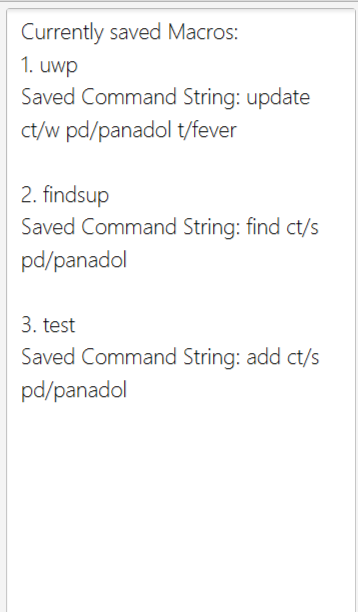 Currently saved Macros:
1. uwp
Saved Command String: update
ct/w pd/panadol t/fever
2. findsup
Saved Command String: find ct/s
pd/panadol
3. test
Saved Command String: add ct/s
pd/panadol